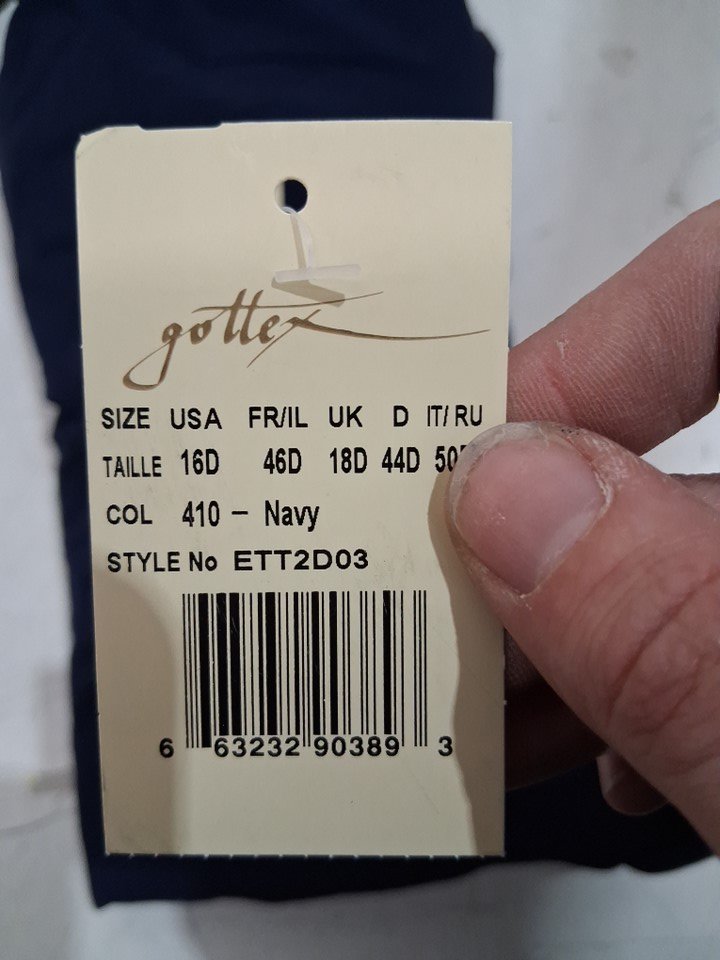 gottex
SIZE USA FR/IL UK D IT/RU
TAILLE 16D 46D 18D 44D
COL 410 - Navy
STYLE No ETT2D03
6 63232 90389 3